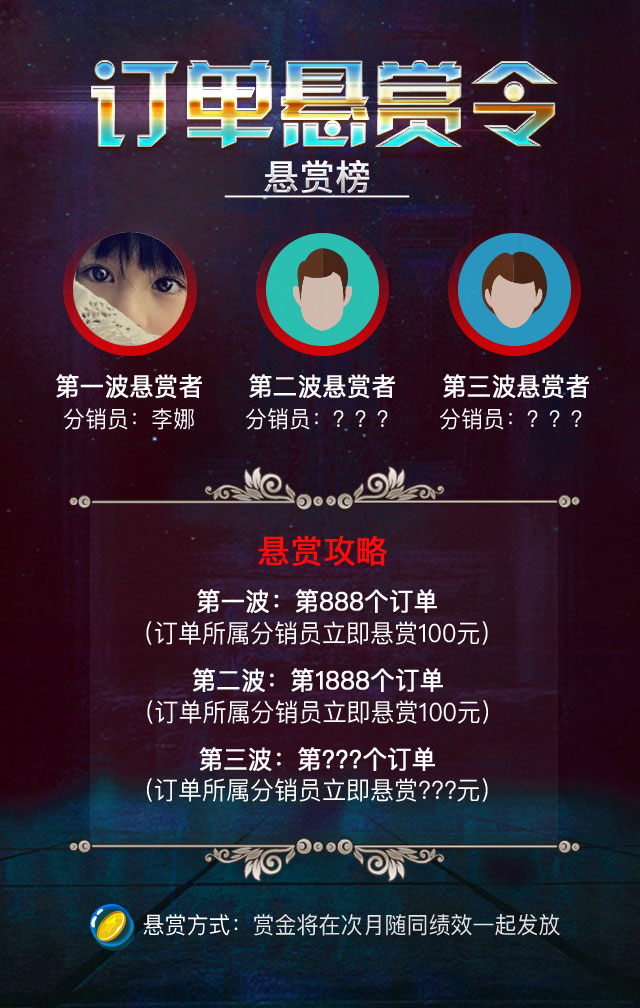 订单悬赏令
悬赏榜
第一波悬赏者
分销员：李娜
第二波悬赏者
分销员：？？？
第三波悬赏者
分销员：？？？
悬赏攻略
第一波：第888个订单
（订单所属分销员立即悬赏100元）
第二波：第1888个订单
（订单所属分销员立即悬赏100元）
第三波：第???个订单
（订单所属分销员立即悬赏???元）
悬赏方式：赏金将在次月随同绩效一起发放